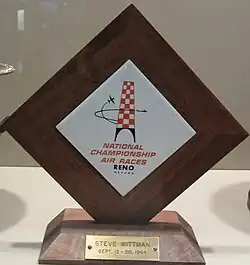 NATIONAL
CHAMPIONSHIP
AIR RACES
RENO
NEVADA
STEVE WITTMAN
SEPT. 12-20, 1964